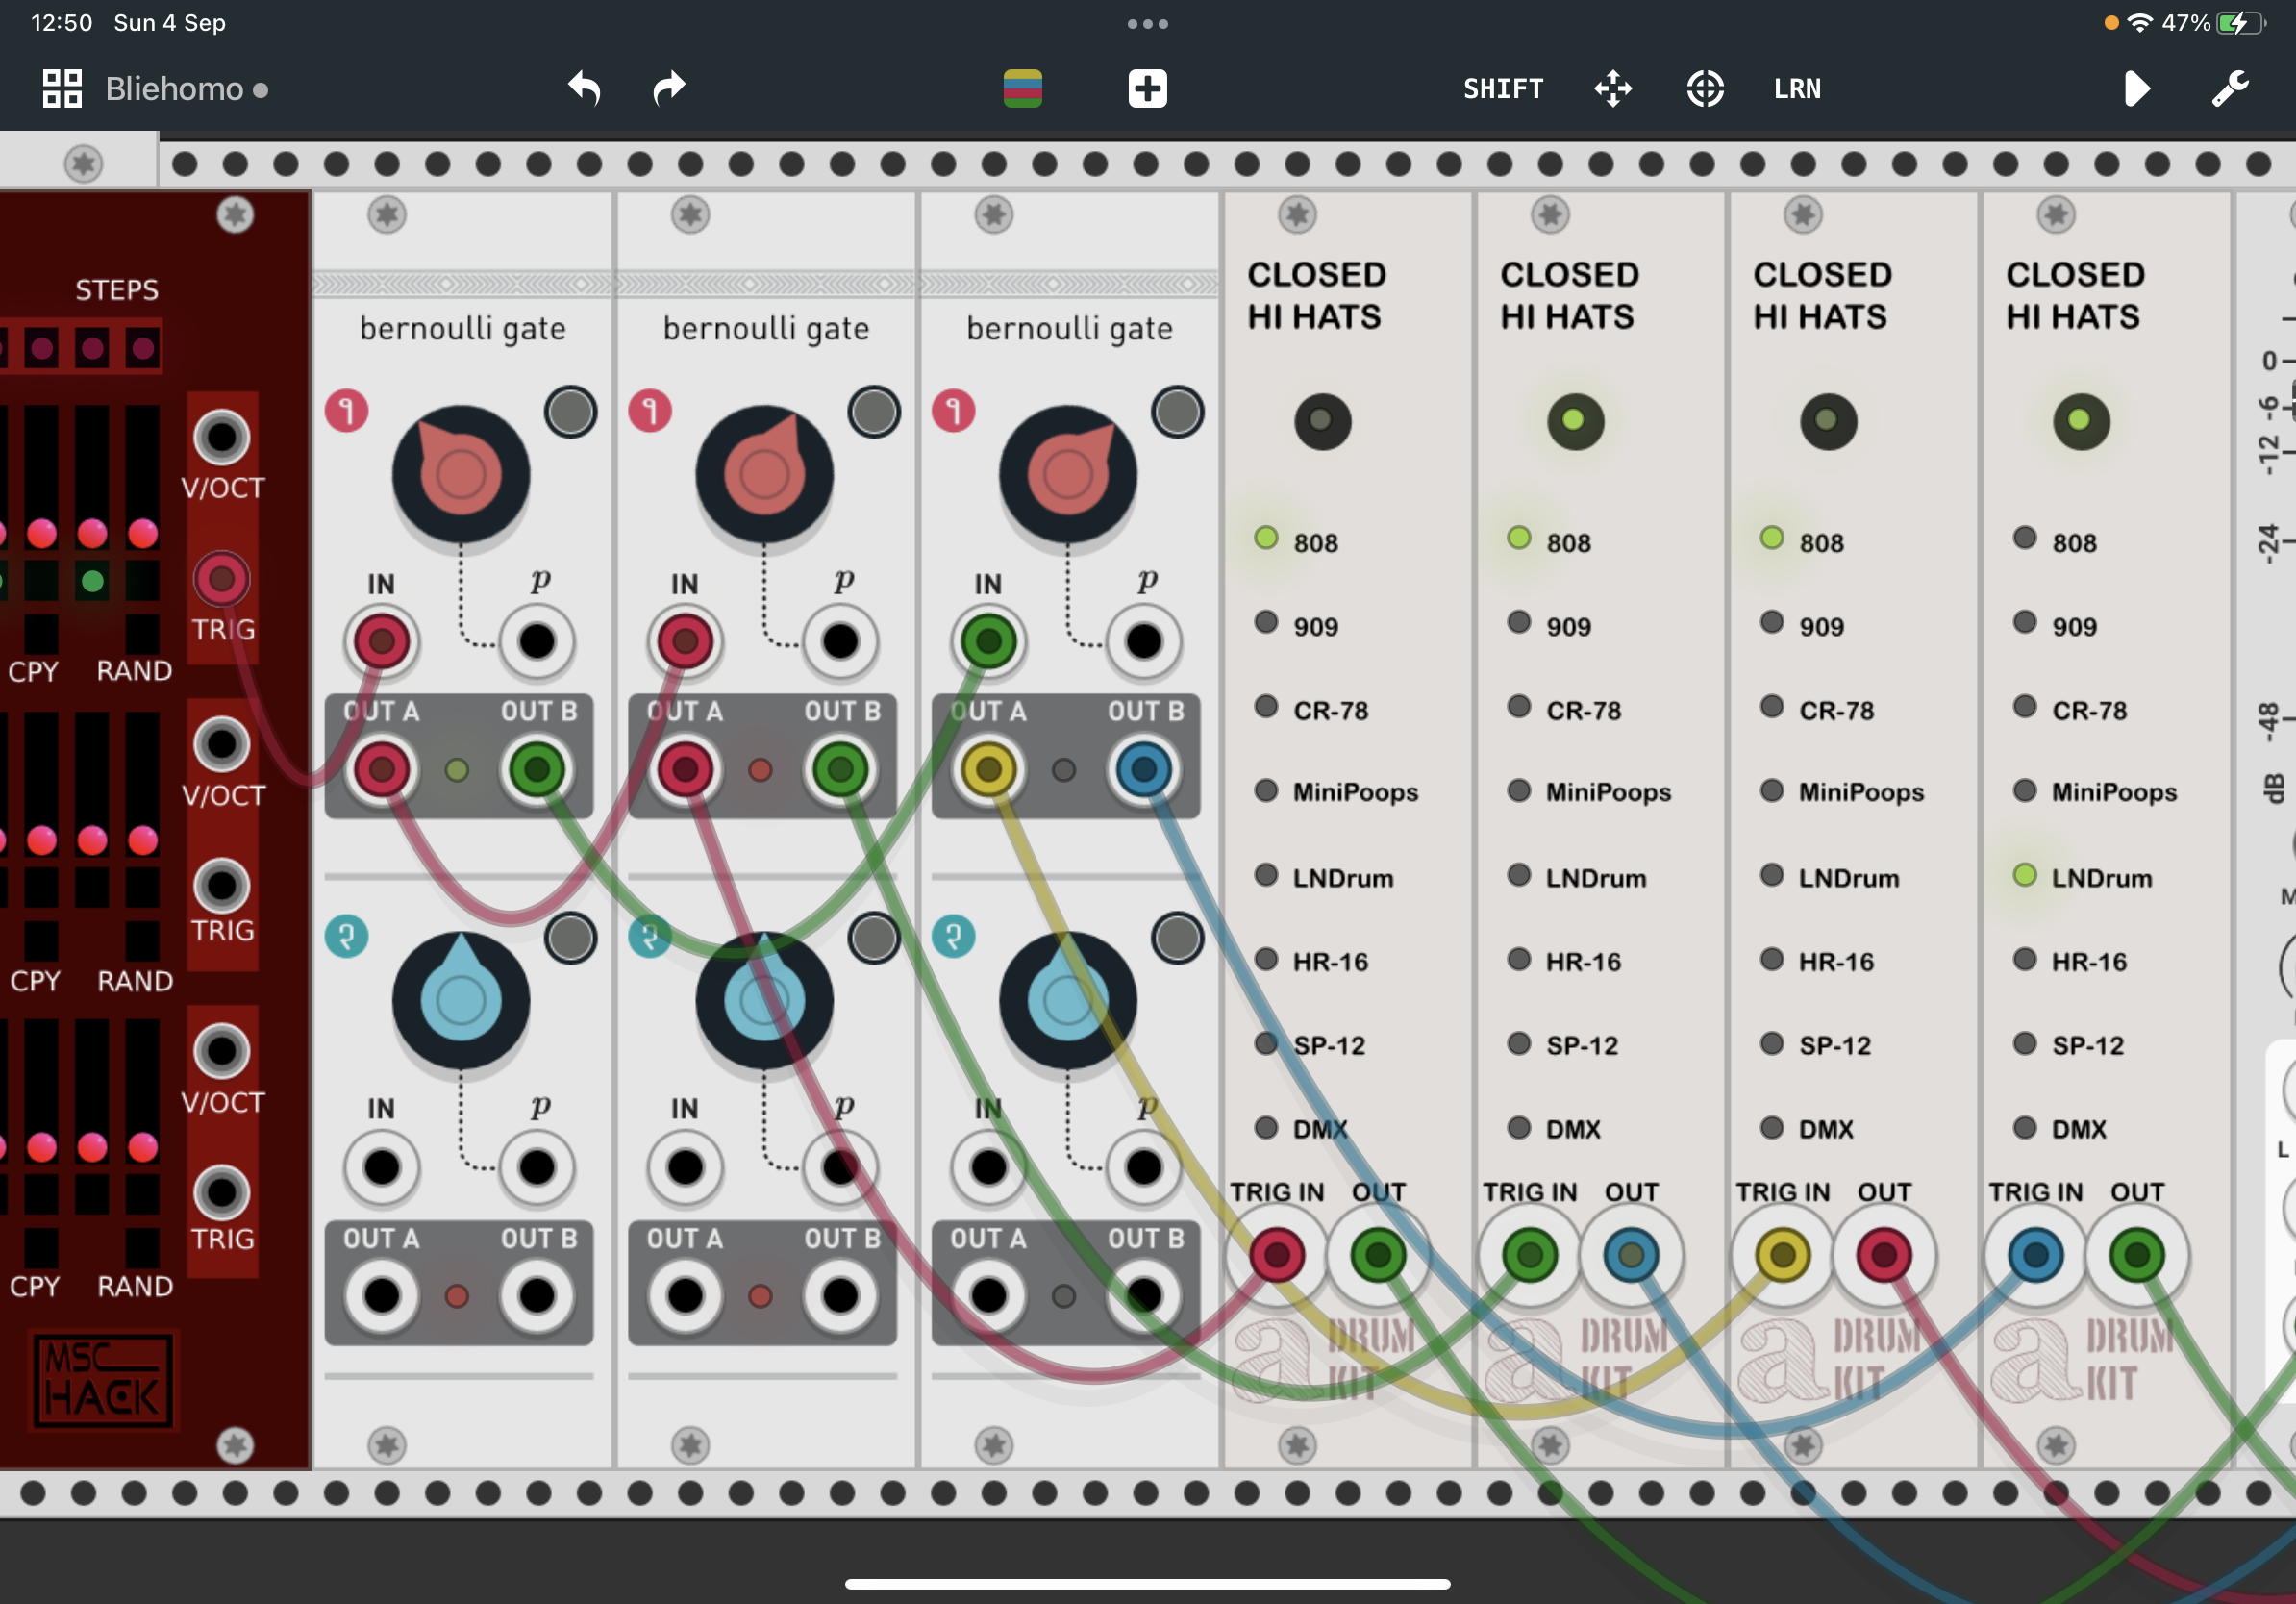 12:50 Sun 4 Sep
47%
Bliehomo
SHIFT
LRN
STEPS
V/OCT
TRIG
CPY RAND
V/OCT
TRIG
CPY RAND
V/OCT
TRIG
CPY RAND
MSC
HACK
bernoulli gate
१
IN p
OUT A OUT B
२
IN p
OUT A OUT B
bernoulli gate
१
IN p
OUT A OUT B
२
IN p
OUT A OUT B
bernoulli gate
१
IN p
OUT A OUT B
२
IN p
OUT A OUT B
CLOSED
HI HATS
808
909
CR-78
MiniPoops
LNDrum
HR-16
SP-12
DMX
TRIG IN OUT
a DRUM
KIT
CLOSED
HI HATS
808
909
CR-78
MiniPoops
LNDrum
HR-16
SP-12
DMX
TRIG IN OUT
a DRUM
KIT
CLOSED
HI HATS
808
909
CR-78
MiniPoops
LNDrum
HR-16
SP-12
DMX
TRIG IN OUT
a DRUM
KIT
CLOSED
HI HATS
808
909
CR-78
MiniPoops
LNDrum
HR-16
SP-12
DMX
TRIG IN OUT
a DRUM
KIT
0
-6
-12
-24
-48
dB
L